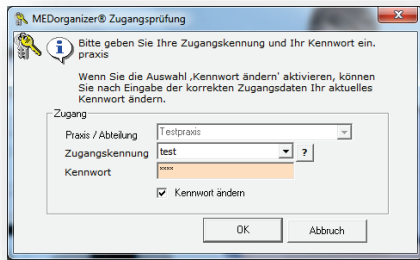 MEDorganizer® Zugangsprüfung
Bitte geben Sie Ihre Zugangskennung und Ihr Kennwort ein.
praxis
Wenn Sie die Auswahl ‚Kennwort ändern' aktivieren, können
Sie nach Eingabe der korrekten Zugangsdaten Ihr aktuelles
Kennwort ändern.
Zugang
Praxis / Abteilung Testpraxis
Zugangskennung test ?
Kennwort ****
Kennwort ändern
OK Abbruch